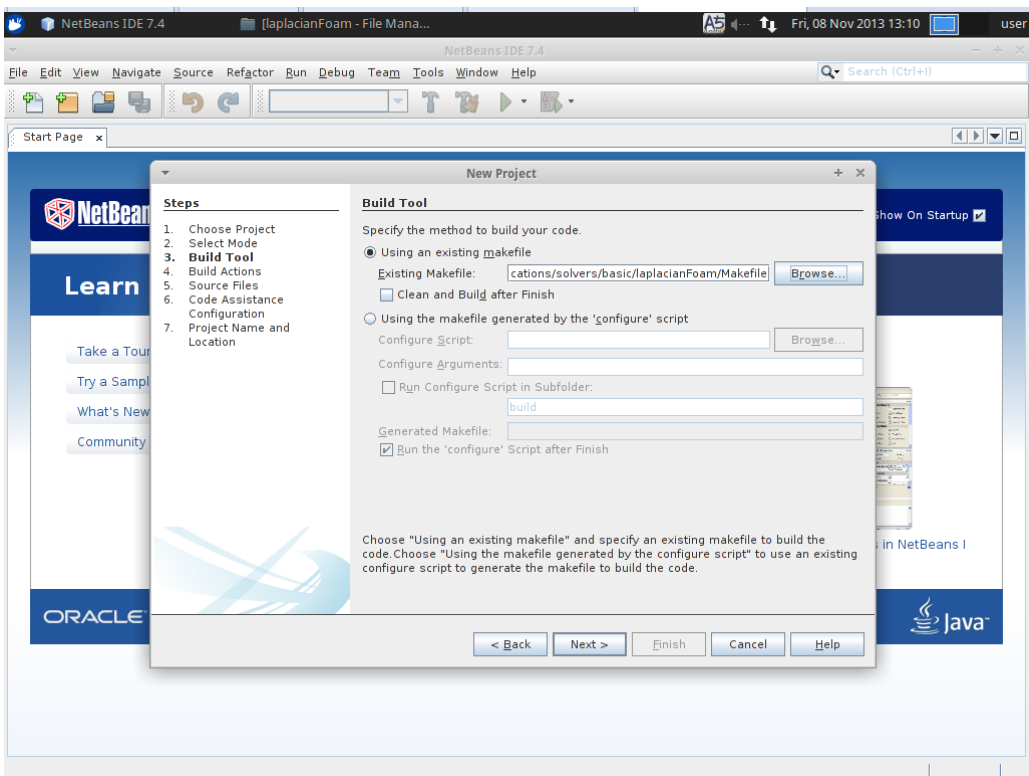 NetBeans IDE 7.4
[laplacianFoam - File Mana...
Fri, 08 Nov 2013 13:10
user
NetBeans IDE 7.4
File Edit View Navigate Source Refactor Run Debug Team Tools Window Help
Search (Ctrl+I)
Start Page x
New Project
NetBean
Show On Startup
Learn
Take a Tour
Try a Sampl
What's New
Community
in NetBeans I
ORACLE
Java
Steps
1. Choose Project
2. Select Mode
3. Build Tool
4. Build Actions
5. Source Files
6. Code Assistance
Configuration
7. Project Name and
Location
Build Tool
Specify the method to build your code.
Using an existing makefile
Existing Makefile: cations/solvers/basic/laplacianFoam/Makefile Browse...
Clean and Build after Finish
Using the makefile generated by the 'configure' script
Configure Script: Browse...
Configure Arguments:
Run Configure Script in Subfolder:
build
Generated Makefile:
Run the 'configure' Script after Finish
Choose "Using an existing makefile" and specify an existing makefile to build the
code.Choose "Using the makefile generated by the configure script" to use an existing
configure script to generate the makefile to build the code.
< Back Next > Finish Cancel Help